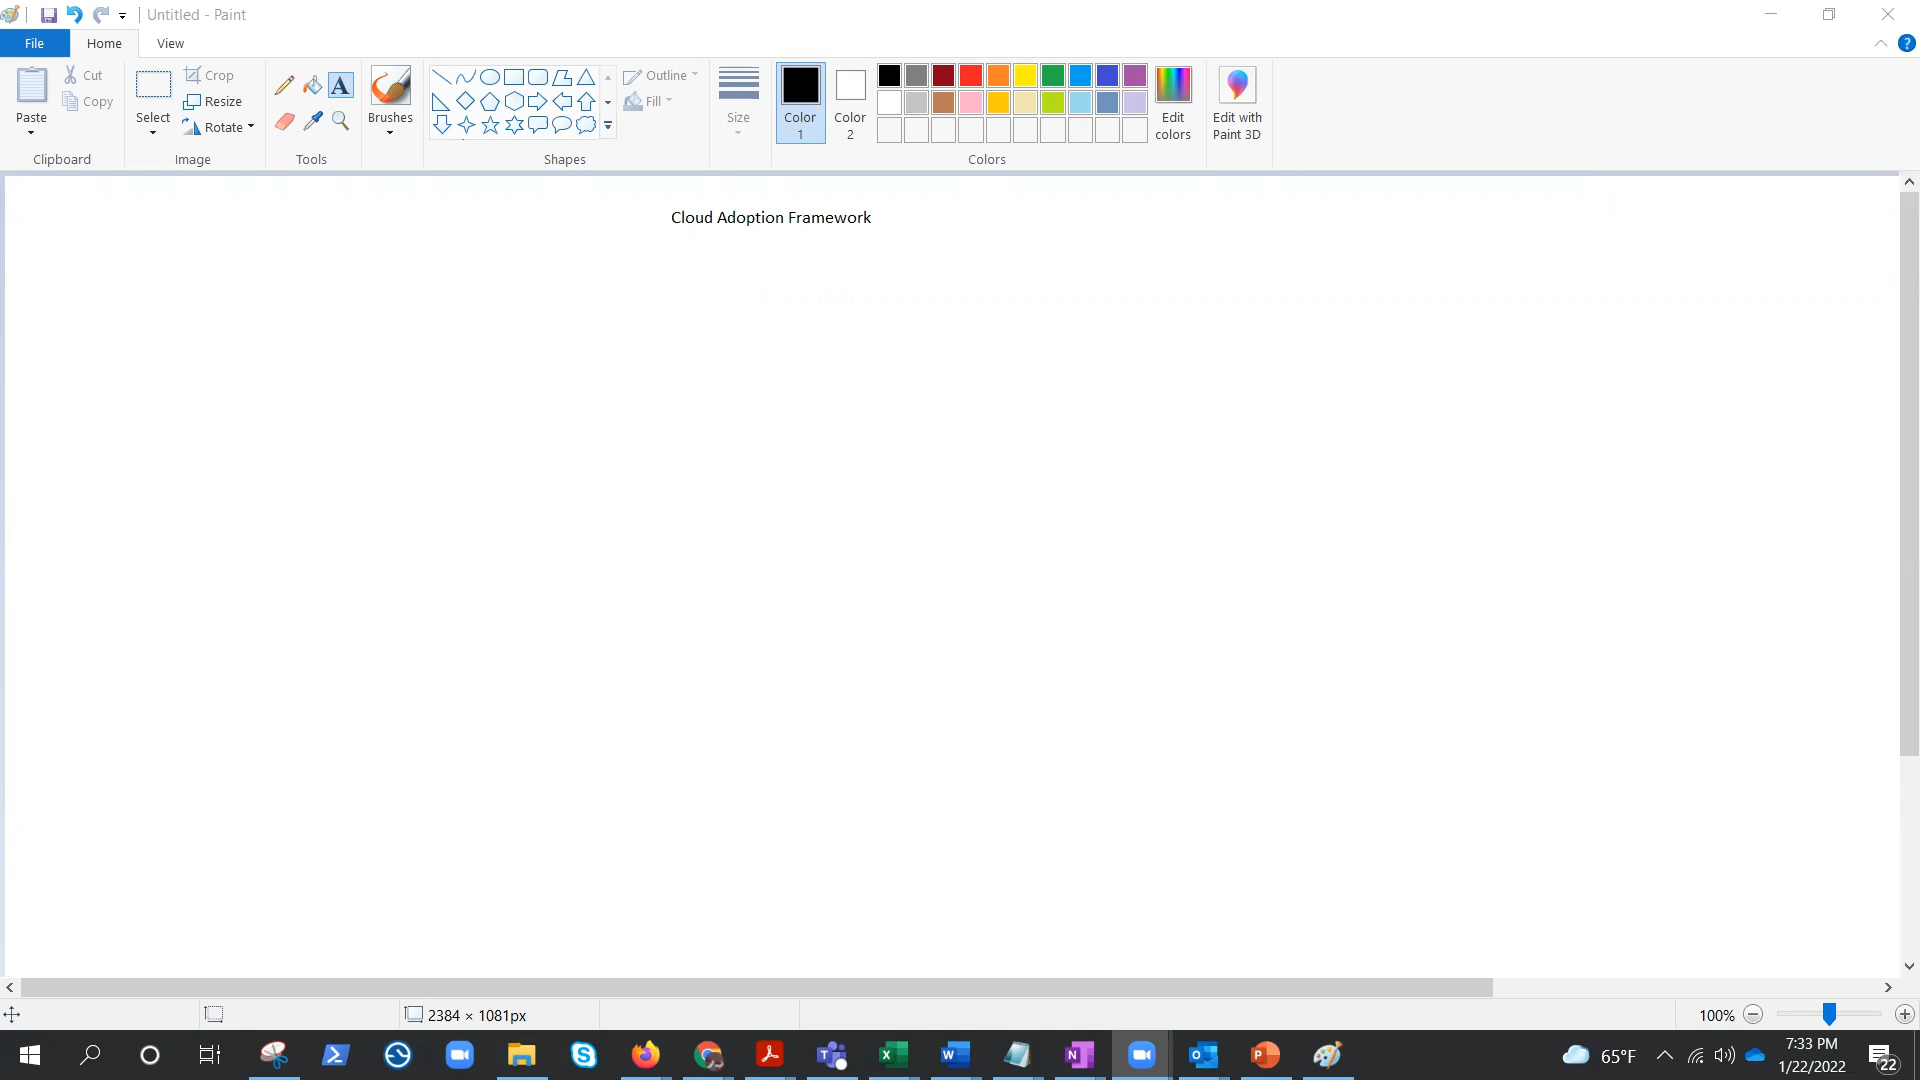 Untitled - Paint
File Home View
Paste Cut Copy Clipboard
Select Crop Resize Rotate Image
Tools
Brushes
Outline Fill Shapes
Size
Color 1
Color 2
Edit colors
Colors
Edit with Paint 3D
Cloud Adoption Framework
2384 × 1081px
100%
65°F
7:33 PM
1/22/2022
22